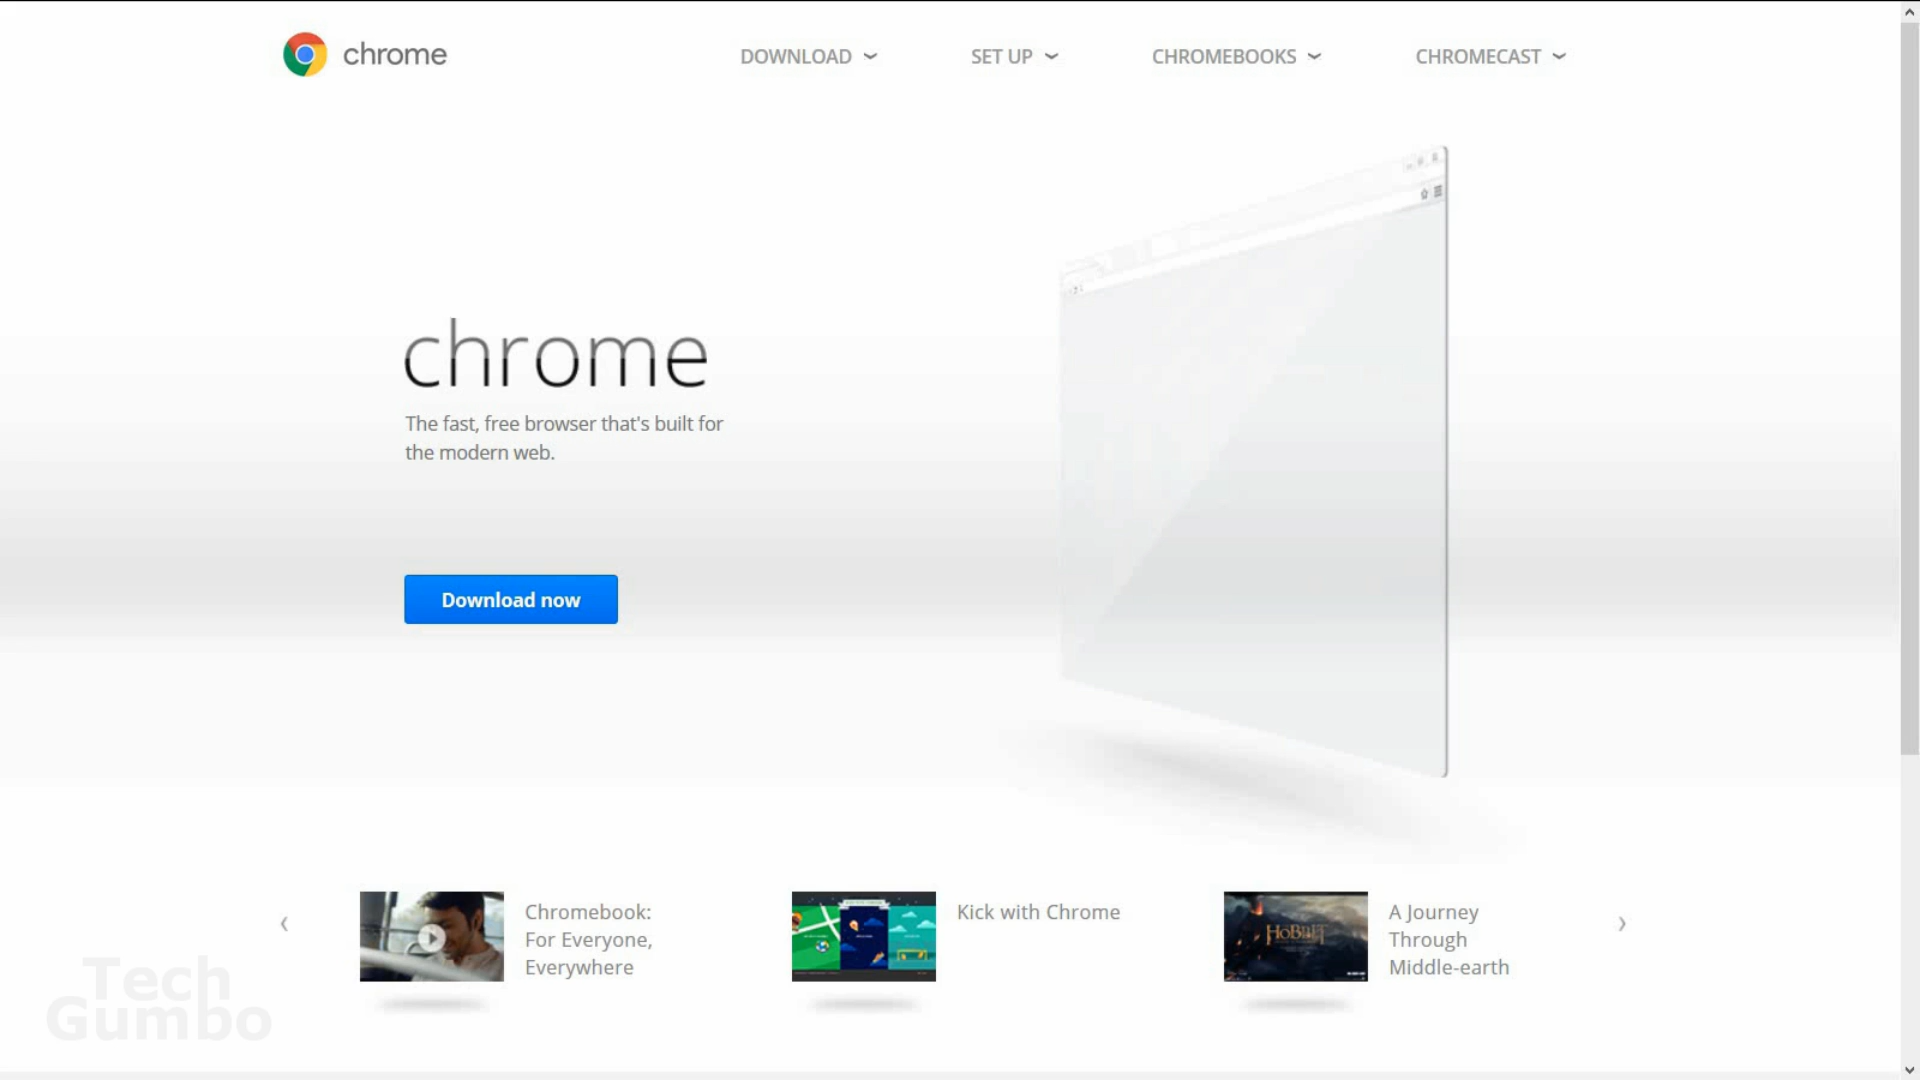 chrome
DOWNLOAD
SET UP
CHROMEBOOKS
CHROMECAST
chrome
The fast, free browser that's built for
the modern web.
Download now
Chromebook:
For Everyone,
Everywhere
Kick with Chrome
HOBBIT
A Journey
Through
Middle-earth
Tech
Gumbo